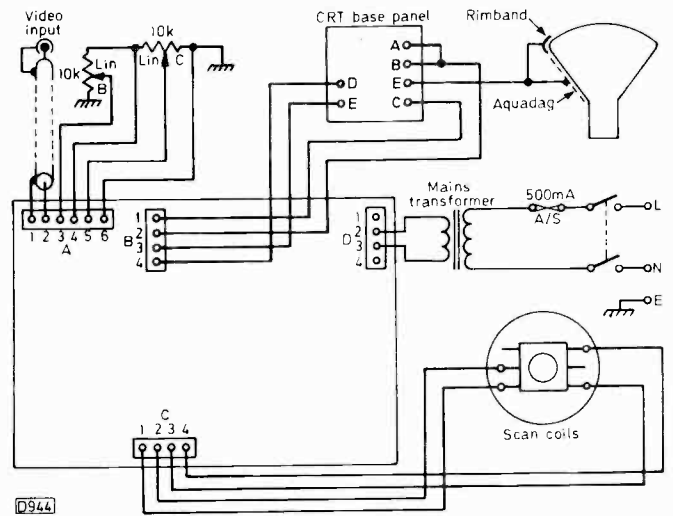 Video
input
10k
CRT base panel
Rimband
10k
Lin
B
Lin
C
A
B
E
C
D
E
Aquadag
1 2 3 4 5 6
A
B
1
2
3
4
D
1
2
3
4
Mains
transformer
500mA
A/S
L
N
E
C
1 2 3 4
Scan coils
D944